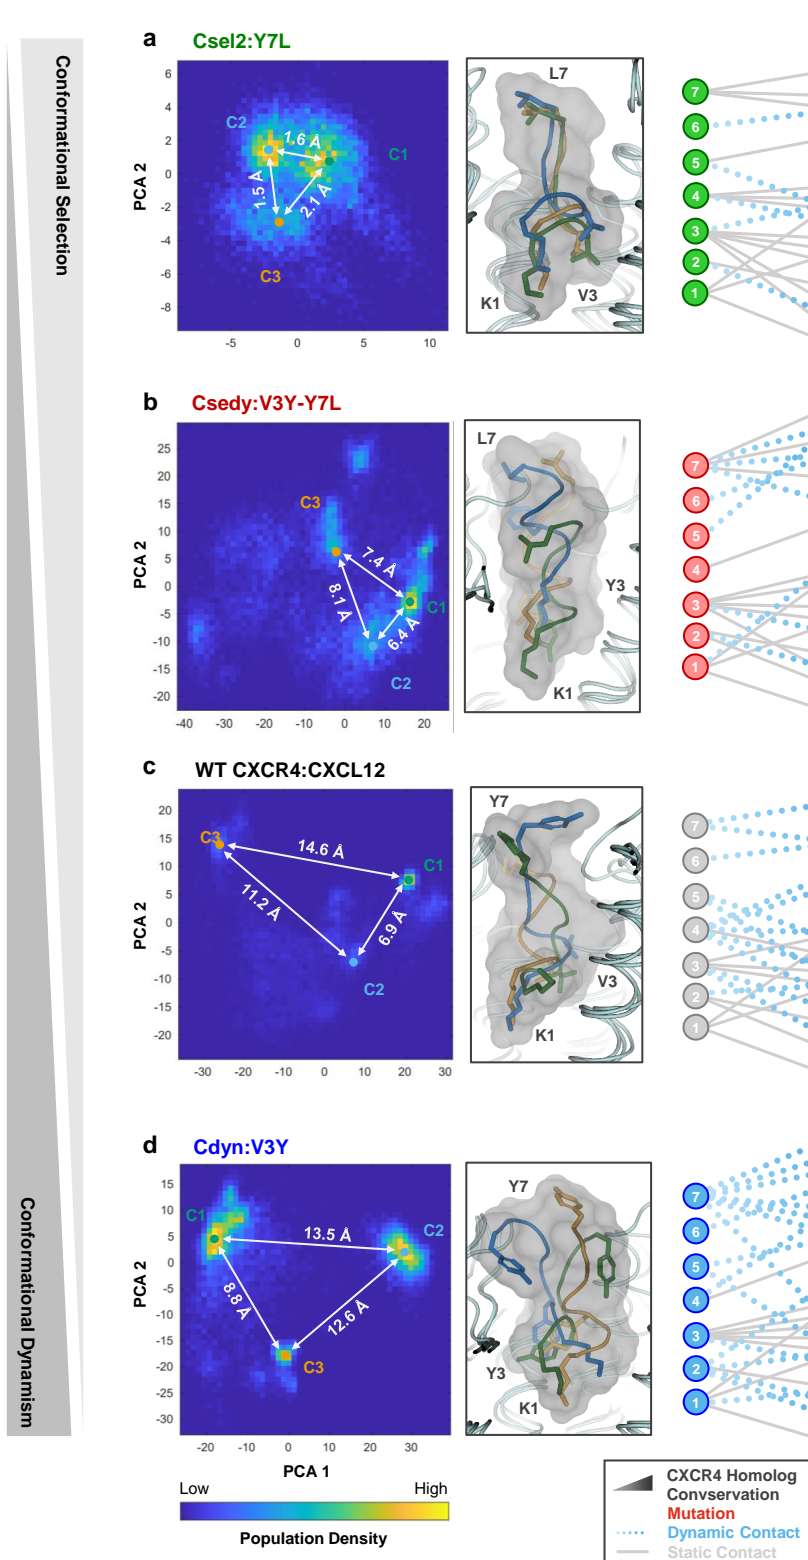 Conformational Selection
Conformational Dynamism
a
Csel2:Y7L
PCA 2
6
4
2
0
-2
-4
-6
-8
-5
0
5
10
C2
C1
C3
1.6 Å
1.5 Å
2.1 Å
L7
K1
V3
7
6
5
4
3
2
1
b
Csedy:V3Y-Y7L
PCA 2
25
20
15
10
5
0
-5
-10
-15
-20
-40
-30
-20
-10
0
10
20
C3
C1
C2
7.4 Å
8.1 Å
6.4 Å
L7
Y3
K1
7
6
5
4
3
2
1
c
WT CXCR4:CXCL12
PCA 2
20
15
10
5
0
-5
-10
-15
-20
-30
-20
-10
0
10
20
30
C3
C1
C2
14.6 Å
11.2 Å
6.9 Å
Y7
V3
K1
7
6
5
4
3
2
1
d
Cdyn:V3Y
PCA 2
15
10
5
0
-5
-10
-15
-20
-25
-30
-20
-10
0
10
20
30
PCA 1
C1
C2
C3
13.5 Å
8.8 Å
12.6 Å
Y7
Y3
K1
7
6
5
4
3
2
1
Low
High
Population Density
CXCR4 Homolog
Convservation
Mutation
Dynamic Contact
Static Contact